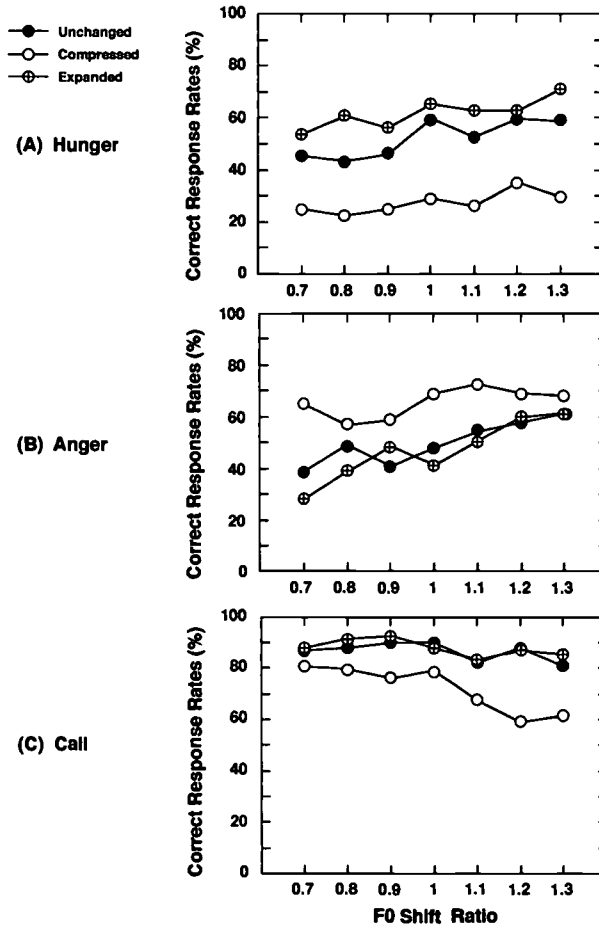 Unchanged
Compressed
Expanded
(A) Hunger
Correct Response Rates (%)
100
80
60
40
20
0
0.7 0.8 0.9 1 1.1 1.2 1.3
(B) Anger
Correct Response Rates (%)
100
80
60
40
20
0
0.7 0.8 0.9 1 1.1 1.2 1.3
(C) Call
Correct Response Rates (%)
100
80
60
40
20
0
0.7 0.8 0.9 1 1.1 1.2 1.3
F0 Shift Ratio